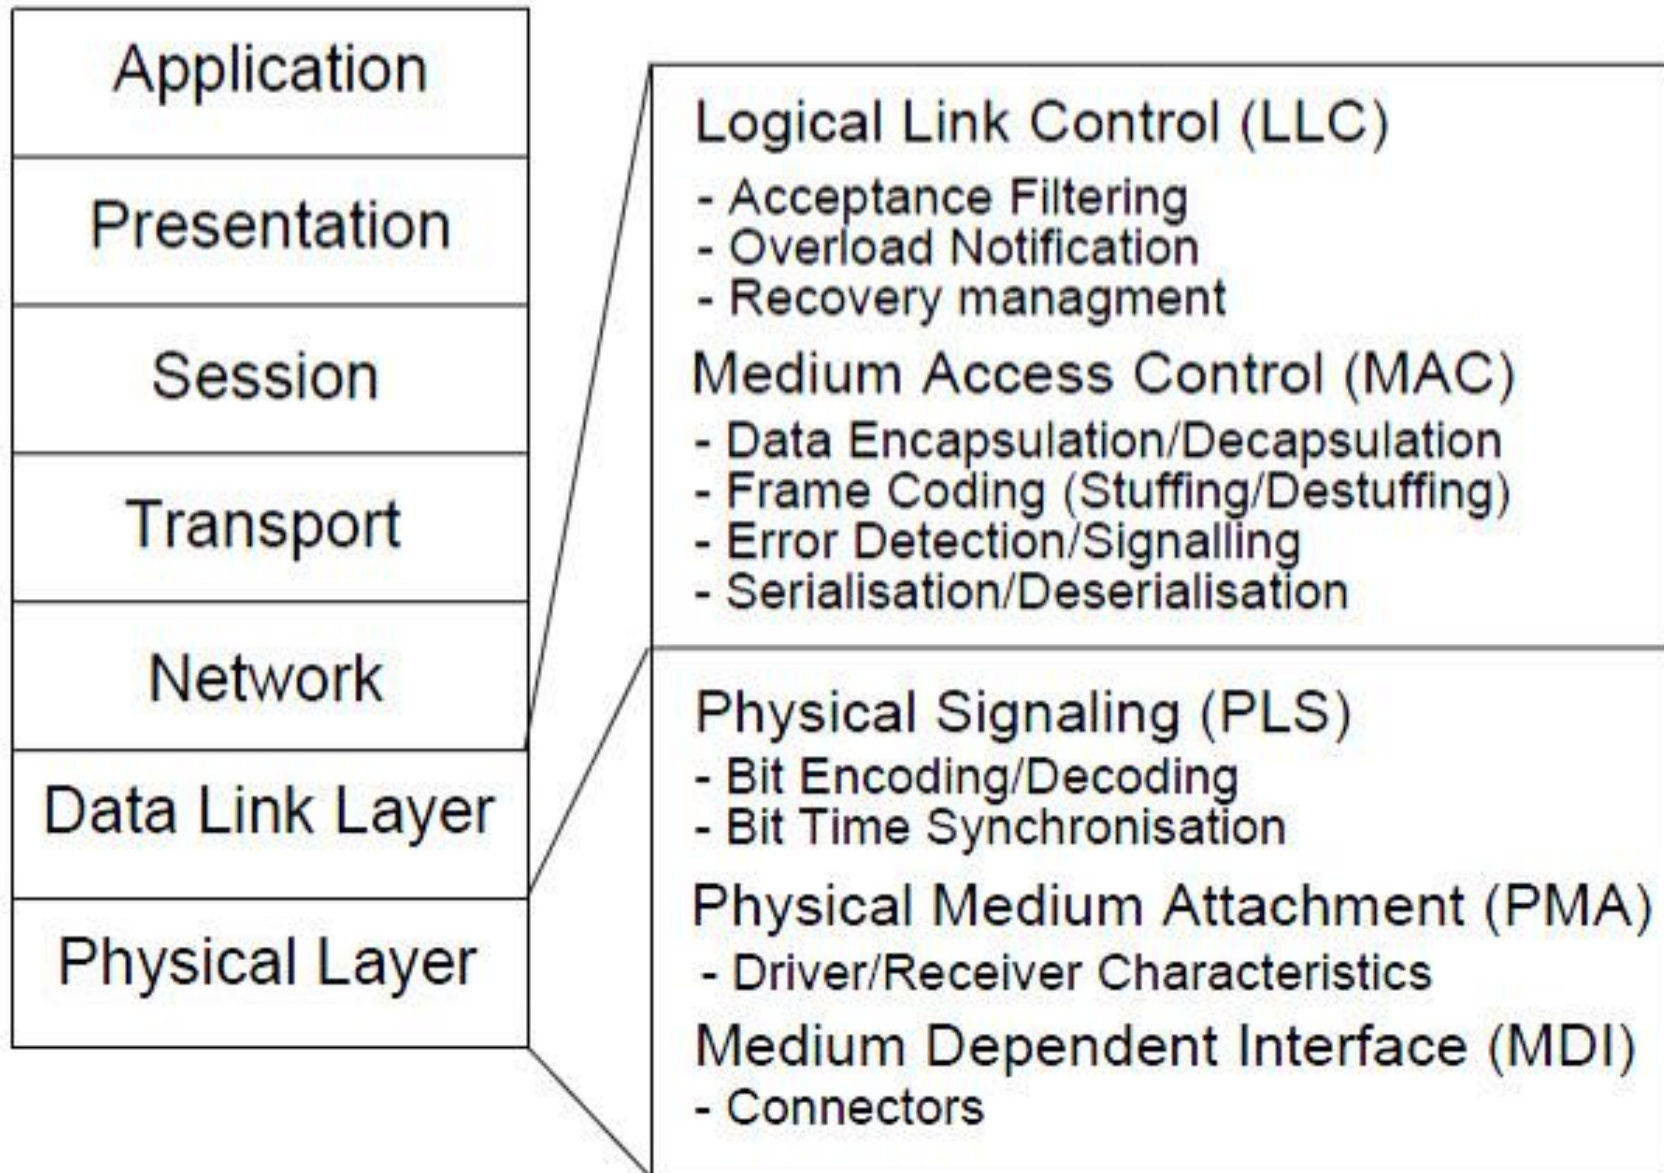 Application
Presentation
Session
Transport
Network
Data Link Layer
Physical Layer
Logical Link Control (LLC)
- Acceptance Filtering
- Overload Notification
- Recovery managment
Medium Access Control (MAC)
- Data Encapsulation/Decapsulation
- Frame Coding (Stuffing/Destuffing)
- Error Detection/Signalling
- Serialisation/Deserialisation
Physical Signaling (PLS)
- Bit Encoding/Decoding
- Bit Time Synchronisation
Physical Medium Attachment (PMA)
- Driver/Receiver Characteristics
Medium Dependent Interface (MDI)
- Connectors